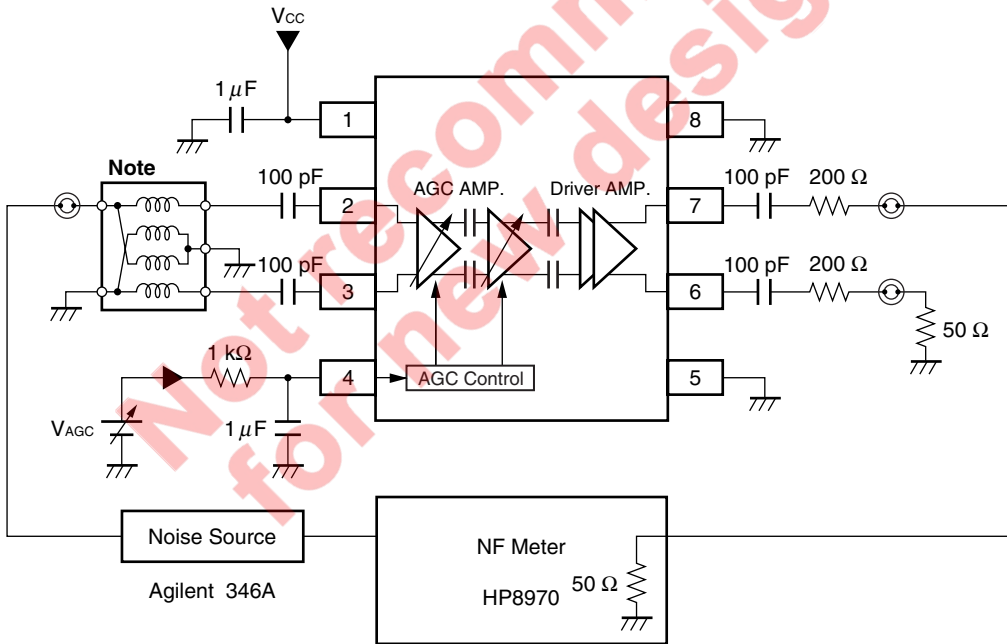 VCC
1 μF
1
8
Note
100 pF
2
AGC AMP.
Driver AMP.
7
100 pF
200 Ω
100 pF
3
6
100 pF
200 Ω
50 Ω
1 kΩ
4
AGC Control
5
VAGC
1 μF
Noise Source
Agilent 346A
NF Meter
HP8970
50 Ω
Not recomm
for new design